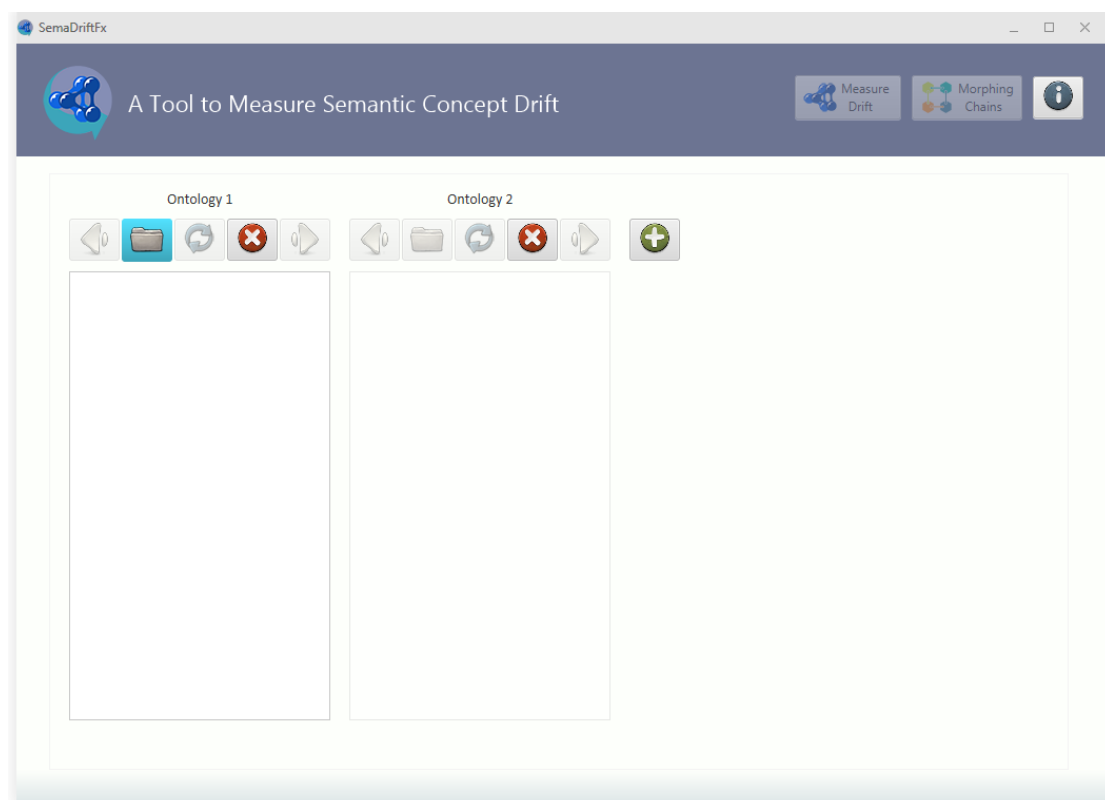 SemaDriftFx
A Tool to Measure Semantic Concept Drift
Measure
Drift
Morphing
Chains
Ontology 1
Ontology 2